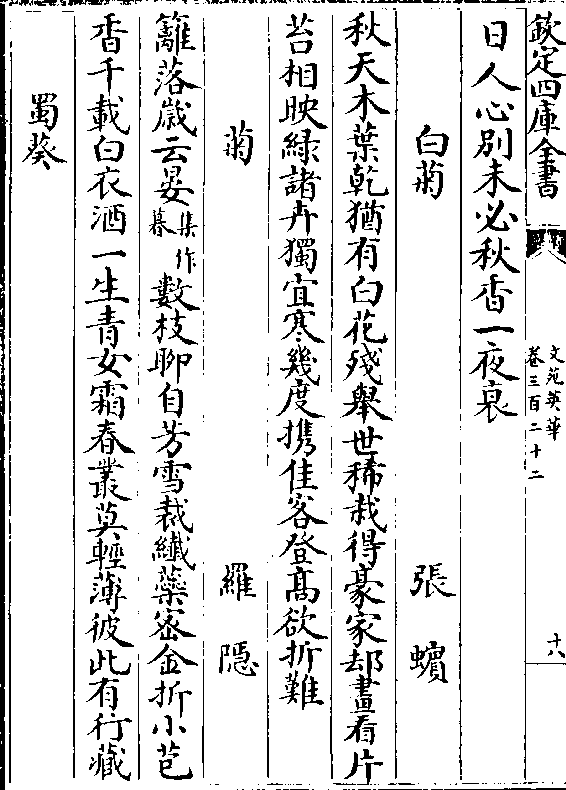 欽定四庫全書
文苑英華
卷三百二十二
十八
日人心別未必秋香一夜衰
白菊
張蠙
秋天木葉乾猶有白花殘舉世稀栽得豪家却畫看片
苔相映緑諸卉獨宜寒幾度攜佳客登髙欲折難
菊
羅隠
籬落歳云晏集作暮數枝聊自芳雪裁纖蘂宻金折小苞
香千載白衣酒一生青女霜春叢莫輕薄彼此有行藏
蜀葵